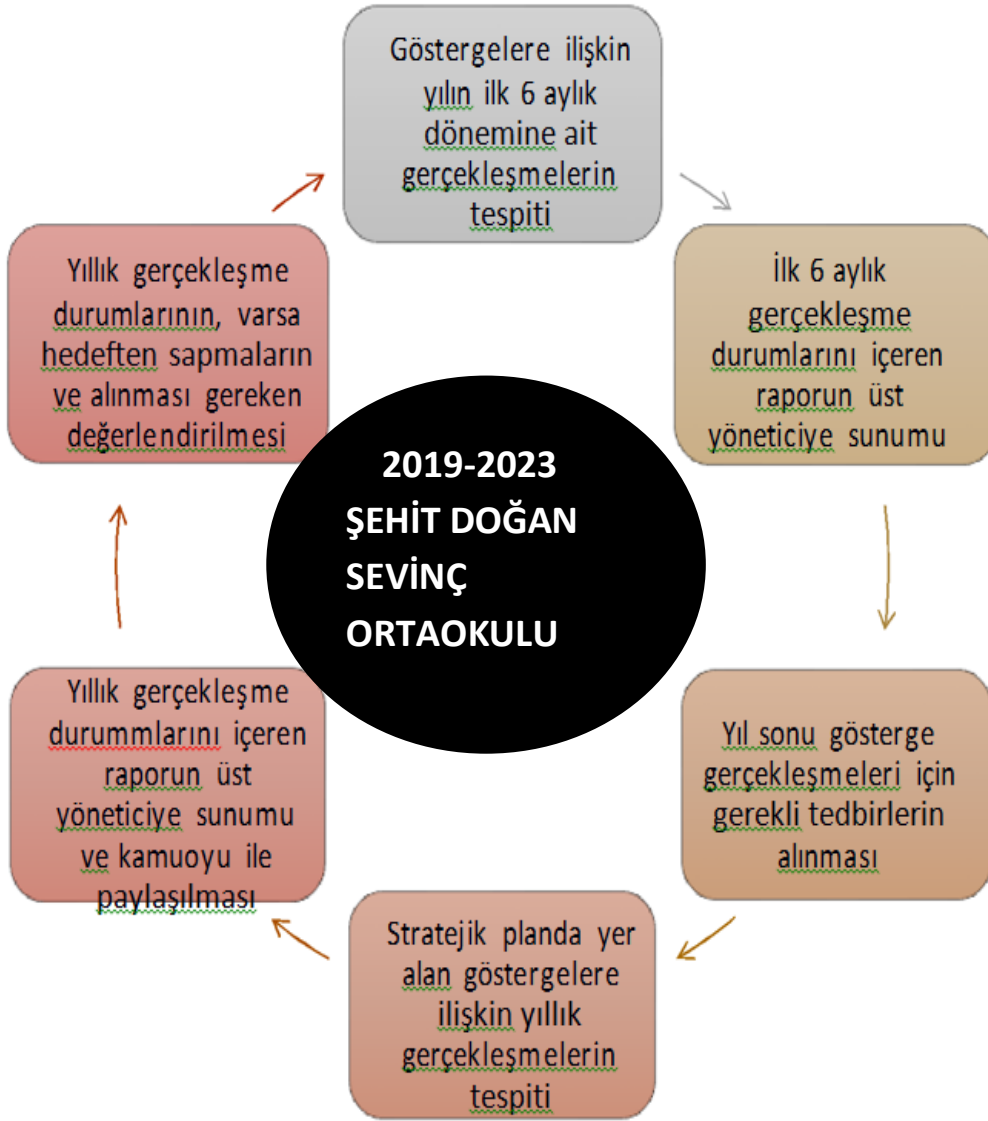 Göstergelere ilişkin
yılın ilk 6 aylık
dönemine ait
gerçekleşmelerin
tespiti
İlk 6 aylık
gerçekleşme
durumlarını içeren
raporun üst
yöneticiye sunumu
Yıl sonu gösterge
gerçekleşmeleri için
gerekli tedbirlerin
alınması
Stratejik planda yer
alan göstergelere
ilişkin yıllık
gerçekleşmelerin
tespiti
Yıllık gerçekleşme
durummlarını içeren
raporun üst
yöneticiye sunumu
ve kamuoyu ile
paylaşılması
Yıllık gerçekleşme
durumlarının, varsa
hedeften sapmaların
ve alınması gereken
değerlendirilmesi
2019-2023
ŞEHİT DOĞAN
SEVİNÇ
ORTAOKULU